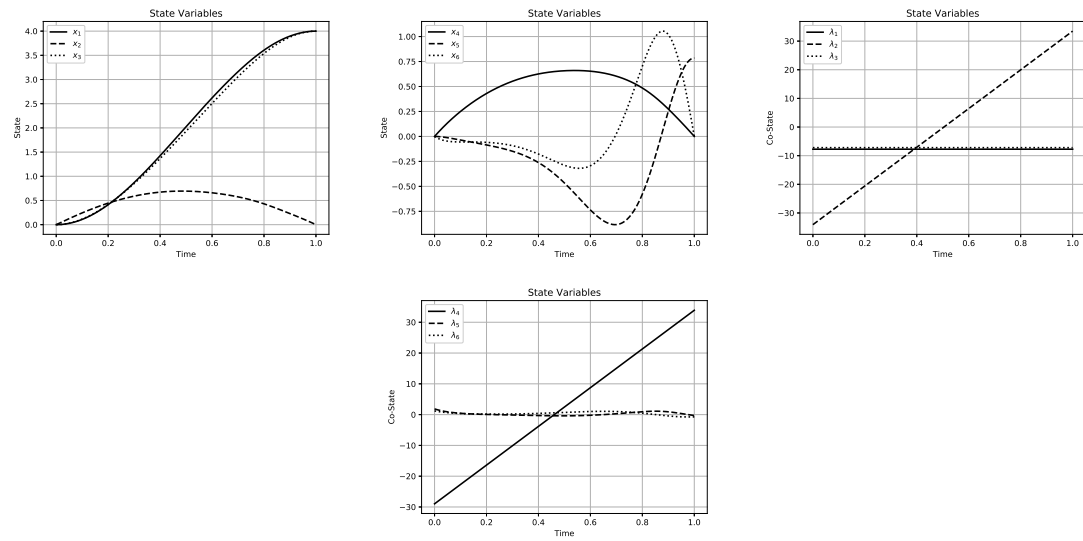 State Variables
x₁
x₂
x₃
State
4.0
3.5
3.0
2.5
2.0
1.5
1.0
0.5
0.0
0.0 0.2 0.4 0.6 0.8 1.0
Time
State Variables
x₄
x₅
x₆
State
1.00
0.75
0.50
0.25
0.00
−0.25
−0.50
−0.75
0.0 0.2 0.4 0.6 0.8 1.0
Time
State Variables
λ₁
λ₂
λ₃
Co-State
30
20
10
0
−10
−20
−30
0.0 0.2 0.4 0.6 0.8 1.0
Time
State Variables
λ₄
λ₅
λ₆
Co-State
30
20
10
0
−10
−20
−30
0.0 0.2 0.4 0.6 0.8 1.0
Time